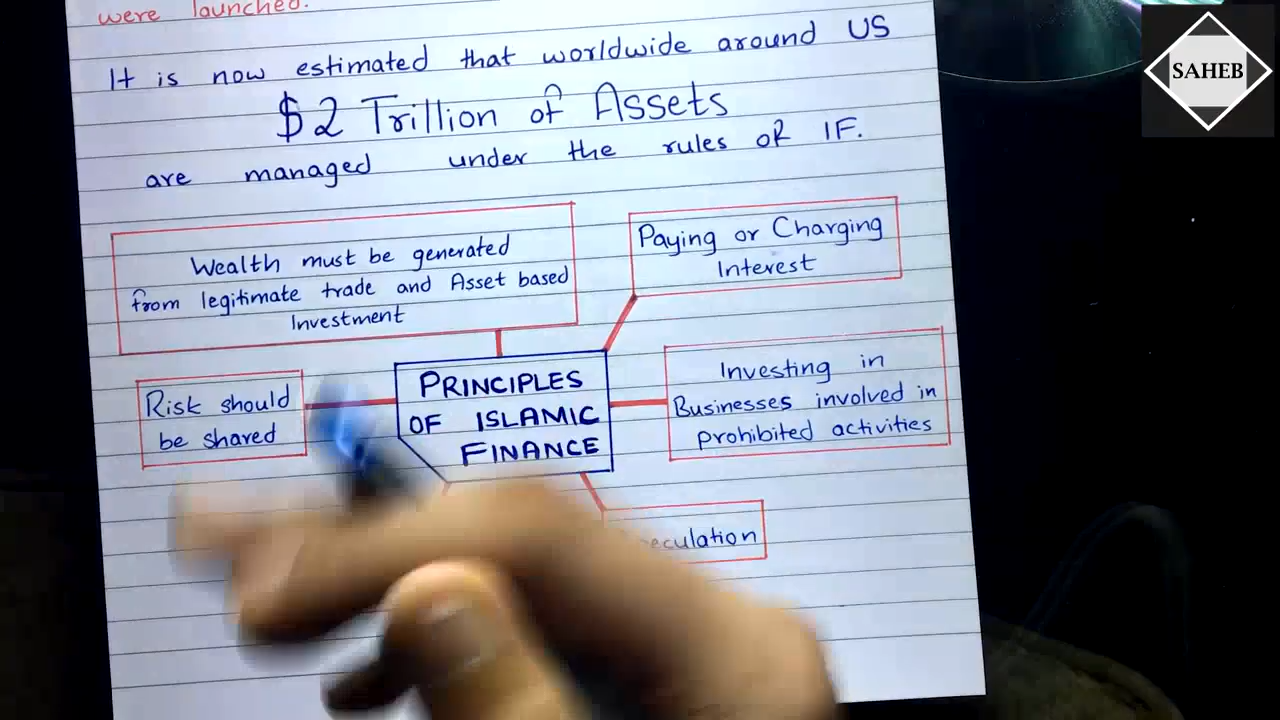 were launched.
It is now estimated that worldwide around US
$2 Trillion of Assets
are managed under the rules of IF.
Wealth must be generated
from legitimate trade and Asset based
Investment
Paying or Charging
Interest
Risk should
be shared
PRINCIPLES
OF ISLAMIC
FINANCE
Investing in
Businesses involved in
prohibited activities
SAHEB